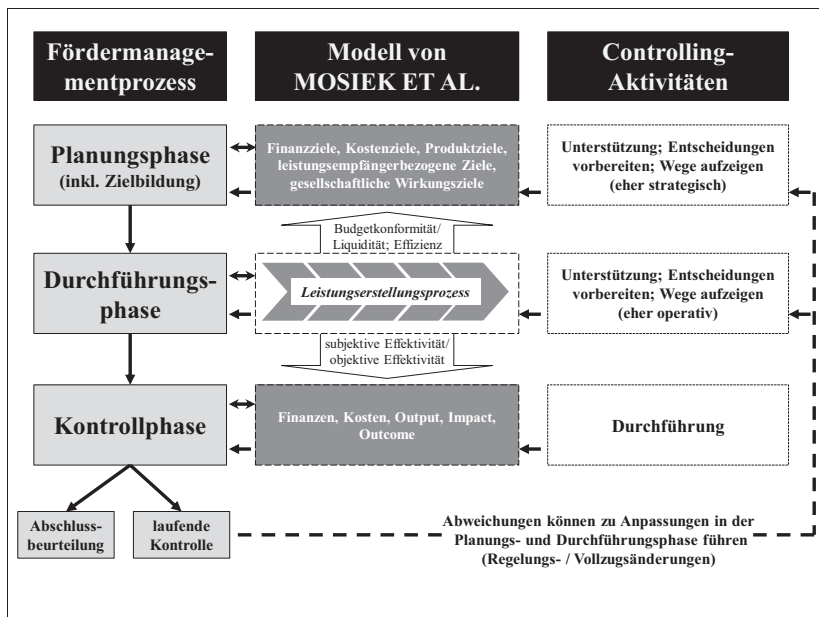 Fördermanage-
mentprozess
Modell von
MOSIEK ET AL.
Controlling-
Aktivitäten
Planungsphase
(inkl. Zielbildung)
Finanzziele, Kostenziele, Produktziele,
leistungsempfängerbezogene Ziele,
gesellschaftliche Wirkungsziele
Unterstützung; Entscheidungen
vorbereiten; Wege aufzeigen
(eher strategisch)
Budgetkonformität/
Liquidität; Effizienz
Durchführungs-
phase
Leistungserstellungsprozess
Unterstützung; Entscheidungen
vorbereiten; Wege aufzeigen
(eher operativ)
subjektive Effektivität/
objektive Effektivität
Kontrollphase
Finanzen, Kosten, Output, Impact,
Outcome
Durchführung
Abschluss-
beurteilung
laufende
Kontrolle
Abweichungen können zu Anpassungen in der
Planungs- und Durchführungsphase führen
(Regelungs- / Vollzugsänderungen)